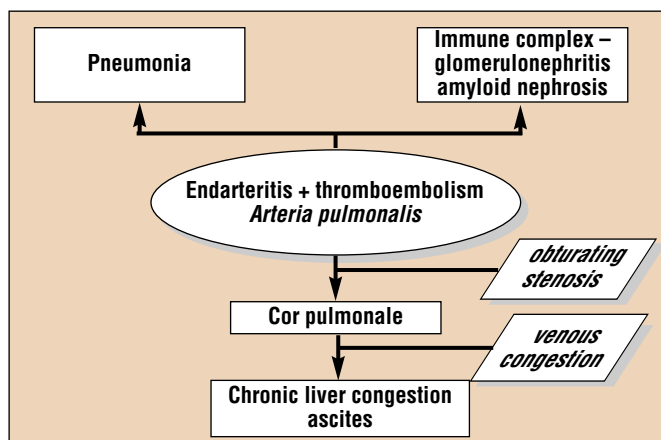 Pneumonia
Immune complex –
glomerulonephritis
amyloid nephrosis
Endarteritis + thromboembolism
Arteria pulmonalis
obturating
stenosis
Cor pulmonale
venous
congestion
Chronic liver congestion
ascites